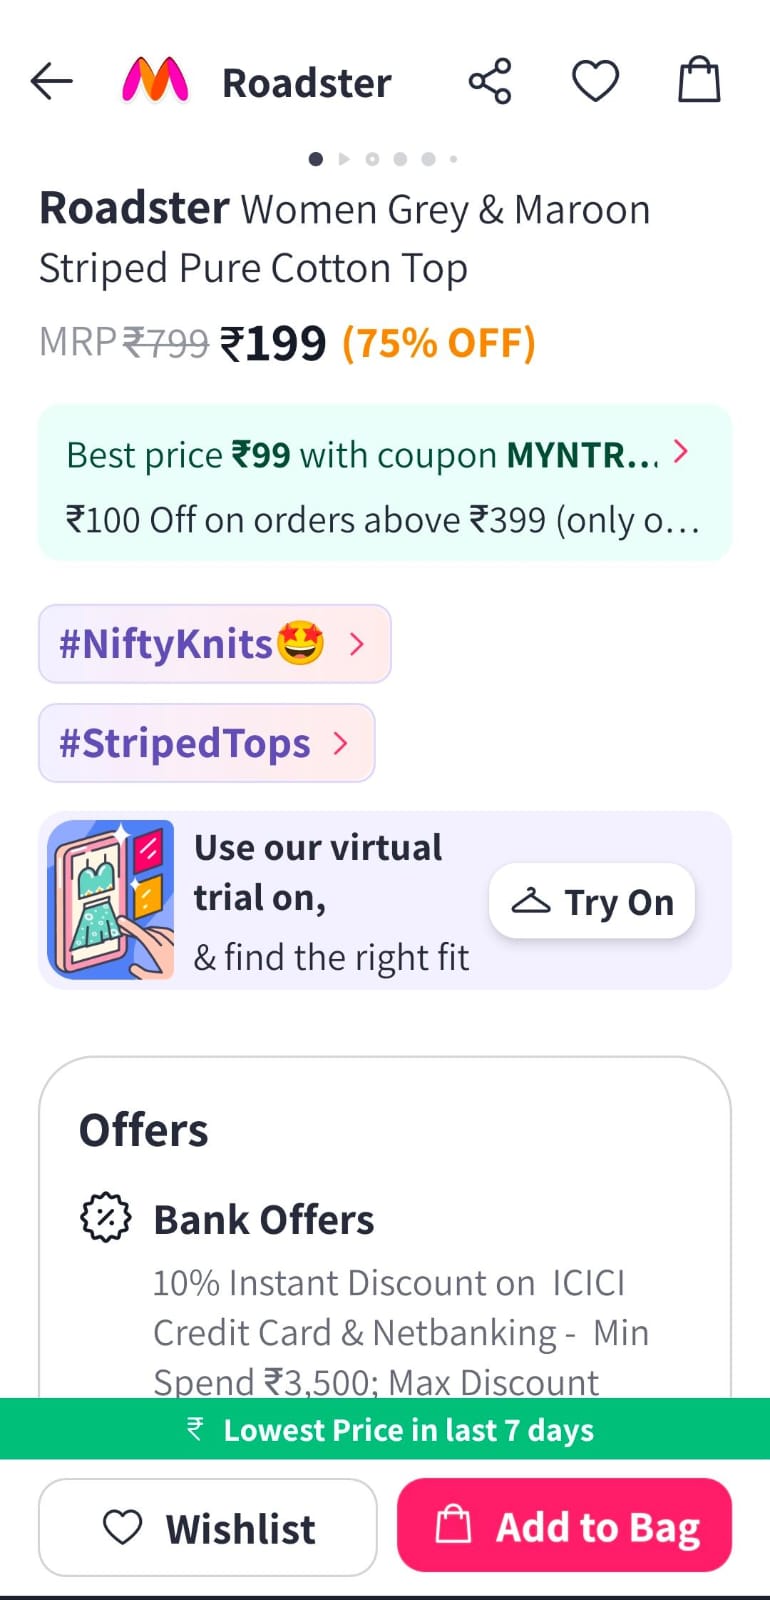 Roadster
Roadster Women Grey & Maroon
Striped Pure Cotton Top
MRP ₹799 ₹199 (75% OFF)
Best price ₹99 with coupon MYNTR...
₹100 Off on orders above ₹399 (only o...
#NiftyKnits🤩
#StripedTops
Use our virtual
trial on,
& find the right fit
Try On
Offers
Bank Offers
10% Instant Discount on ICICI
Credit Card & Netbanking - Min
Spend ₹3,500; Max Discount
₹ Lowest Price in last 7 days
Wishlist
Add to Bag